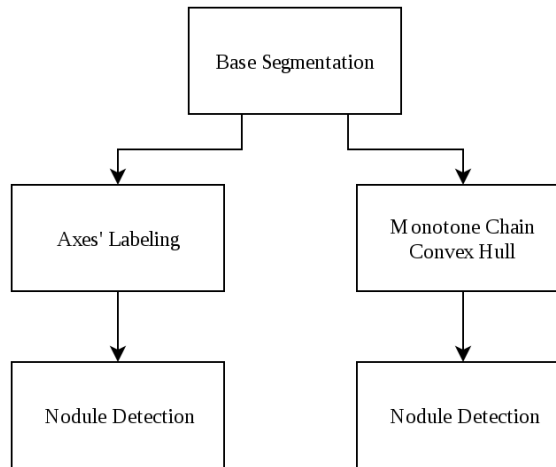 Base Segmentation
Axes' Labeling
Monotone Chain
Convex Hull
Nodule Detection
Nodule Detection